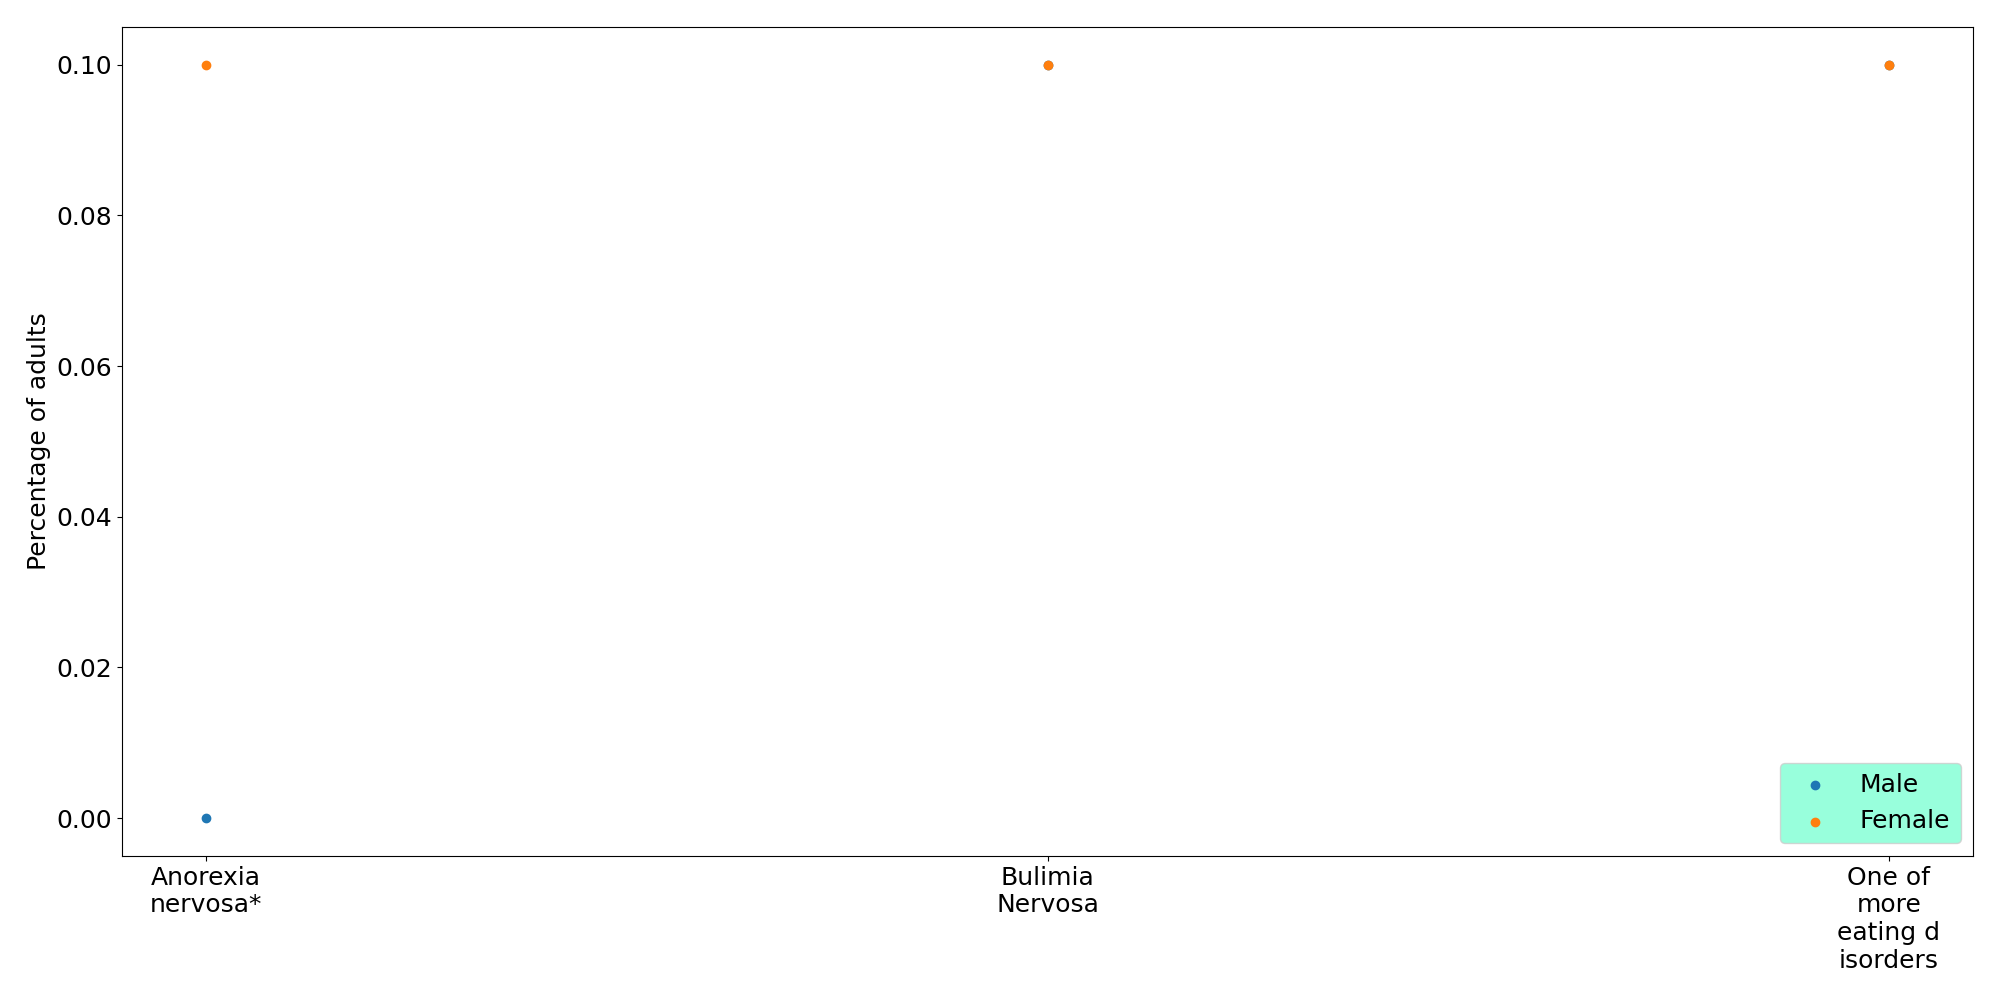 0.10
0.08
0.06
0.04
0.02
0.00
Percentage of adults
Anorexia
nervosa*
Bulimia
Nervosa
One of
more
eating d
isorders
Male
Female